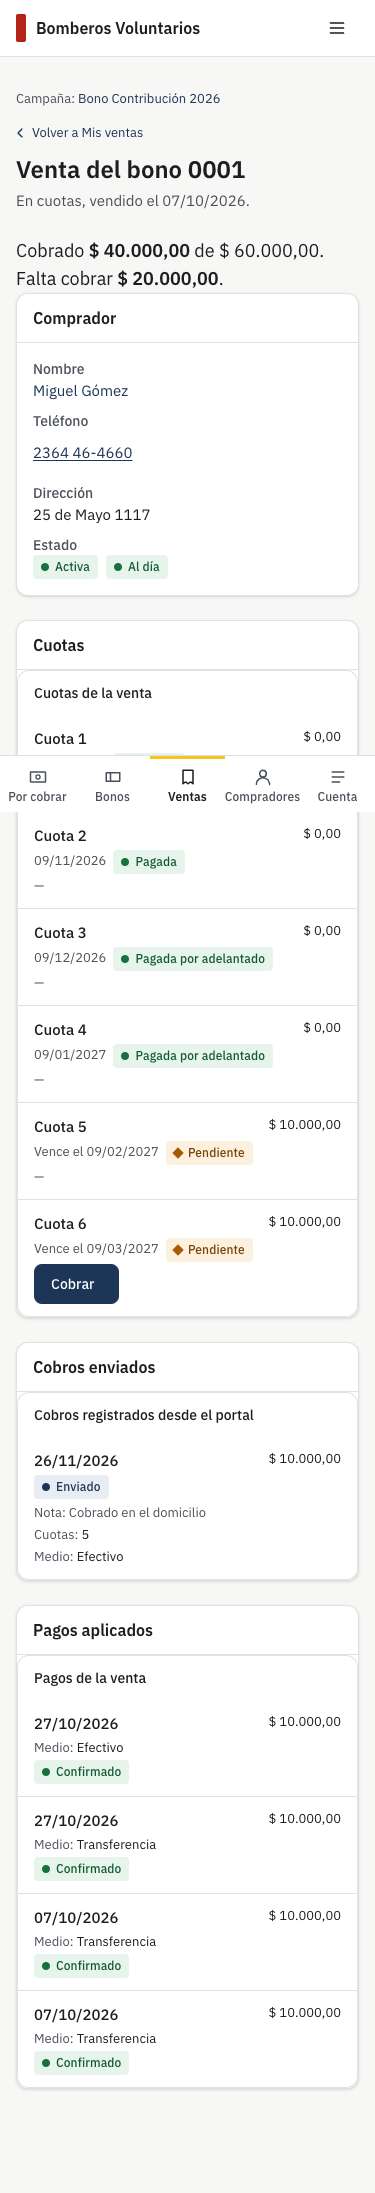 Bomberos Voluntarios
Campaña: Bono Contribución 2026
Volver a Mis ventas
Venta del bono 0001
En cuotas, vendido el 07/10/2026.
Cobrado $ 40.000,00 de $ 60.000,00.
Falta cobrar $ 20.000,00.
Comprador
Nombre
Miguel Gómez
Teléfono
2364 46-4660
Dirección
25 de Mayo 1117
Estado
Activa Al día
Cuotas
Cuotas de la venta
Cuota 1 $ 0,00
Por cobrar Bonos Ventas Compradores Cuenta
Cuota 2 $ 0,00
09/11/2026 Pagada
—
Cuota 3 $ 0,00
09/12/2026 Pagada por adelantado
—
Cuota 4 $ 0,00
09/01/2027 Pagada por adelantado
—
Cuota 5 $ 10.000,00
Vence el 09/02/2027 Pendiente
—
Cuota 6 $ 10.000,00
Vence el 09/03/2027 Pendiente
Cobrar
Cobros enviados
Cobros registrados desde el portal
26/11/2026 $ 10.000,00
Enviado
Nota: Cobrado en el domicilio
Cuotas: 5
Medio: Efectivo
Pagos aplicados
Pagos de la venta
27/10/2026 $ 10.000,00
Medio: Efectivo
Confirmado
27/10/2026 $ 10.000,00
Medio: Transferencia
Confirmado
07/10/2026 $ 10.000,00
Medio: Transferencia
Confirmado
07/10/2026 $ 10.000,00
Medio: Transferencia
Confirmado